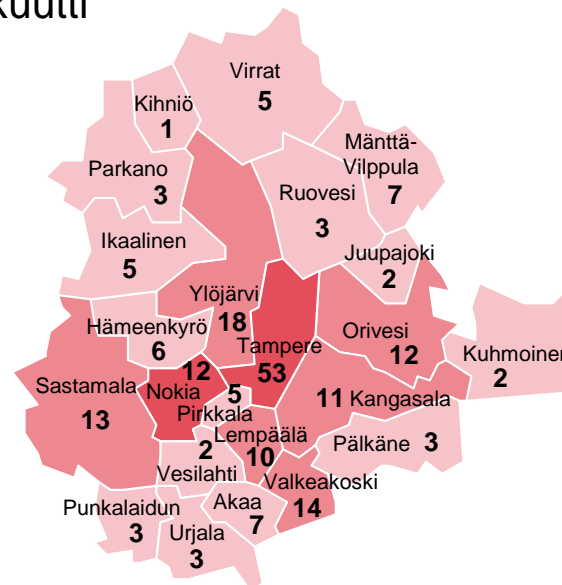 kuutti
Virrat
5
Kihniö
1
Mänttä-
Vilppula
7
Parkano
3
Ruovesi
3
Ikaalinen
5
Juupajoki
2
Ylöjärvi
18
Hämeenkyrö
6
Orivesi
12
Tampere
53
Kuhmoinen
2
Sastamala
13
12
Nokia
5
Pirkkala
11 Kangasala
Lempäälä
10
Pälkäne 3
2
Vesilahti
Valkeakoski
14
Punkalaidun
3
Akaa
7
Urjala
3